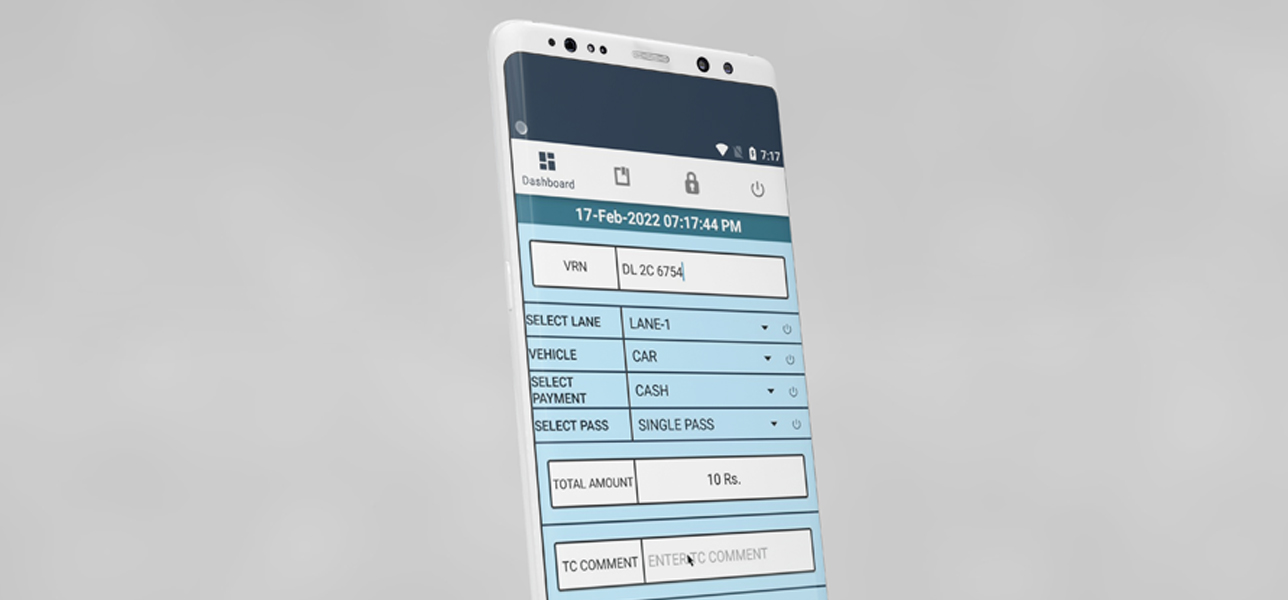 7:17
Dashboard
17-Feb-2022 07:17:44 PM
VRN DL 2C 6754
SELECT LANE LANE-1
VEHICLE CAR
SELECT
PAYMENT CASH
SELECT PASS SINGLE PASS
TOTAL AMOUNT 10 Rs.
TC COMMENT ENTER TC COMMENT